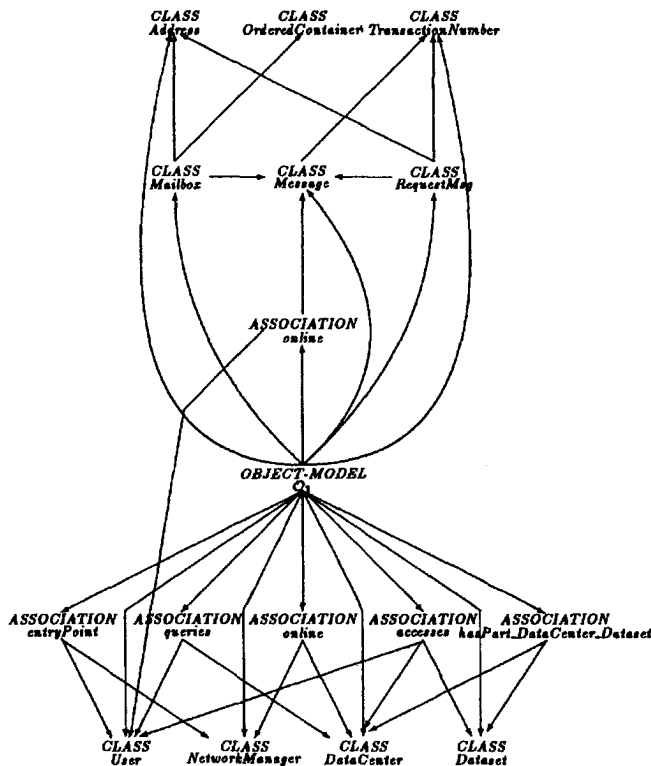 CLASS CLASS CLASS
Address OrderedContainer TransactionNumber
CLASS CLASS CLASS
Mailbox Message RequestMsg
ASSOCIATION
online
OBJECT-MODEL
O1
ASSOCIATION ASSOCIATION ASSOCIATION ASSOCIATION ASSOCIATION
entryPoint queries online accesses hasPart_DataCenter_Dataset
CLASS CLASS CLASS CLASS
User NetworkManager DataCenter Dataset